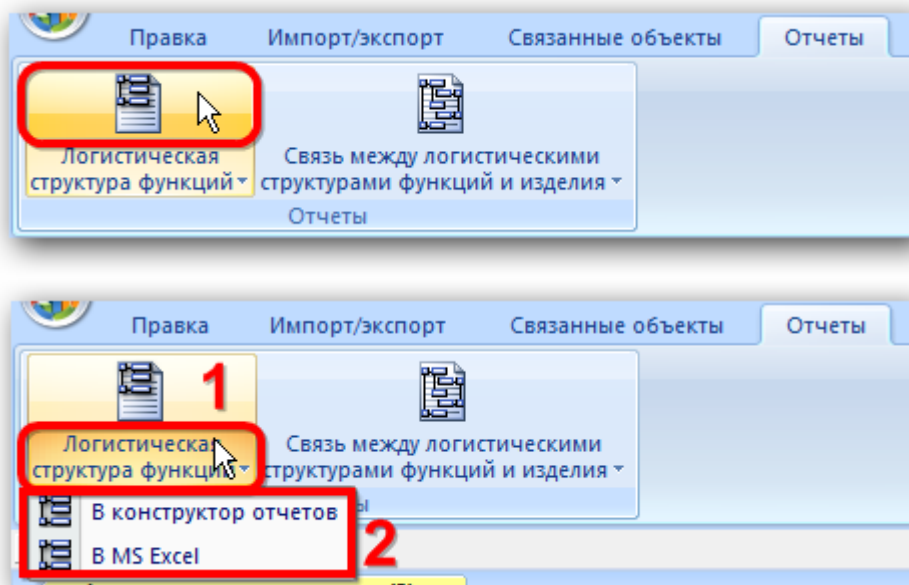 Правка Импорт/экспорт Связанные объекты Отчеты
Логистическая Связь между логистическими
структура функций структурами функций и изделия
Отчеты
Правка Импорт/экспорт Связанные объекты Отчеты
1
Логистическая Связь между логистическими
структура функций структурами функций и изделия
В конструктор отчетов
2
В MS Excel